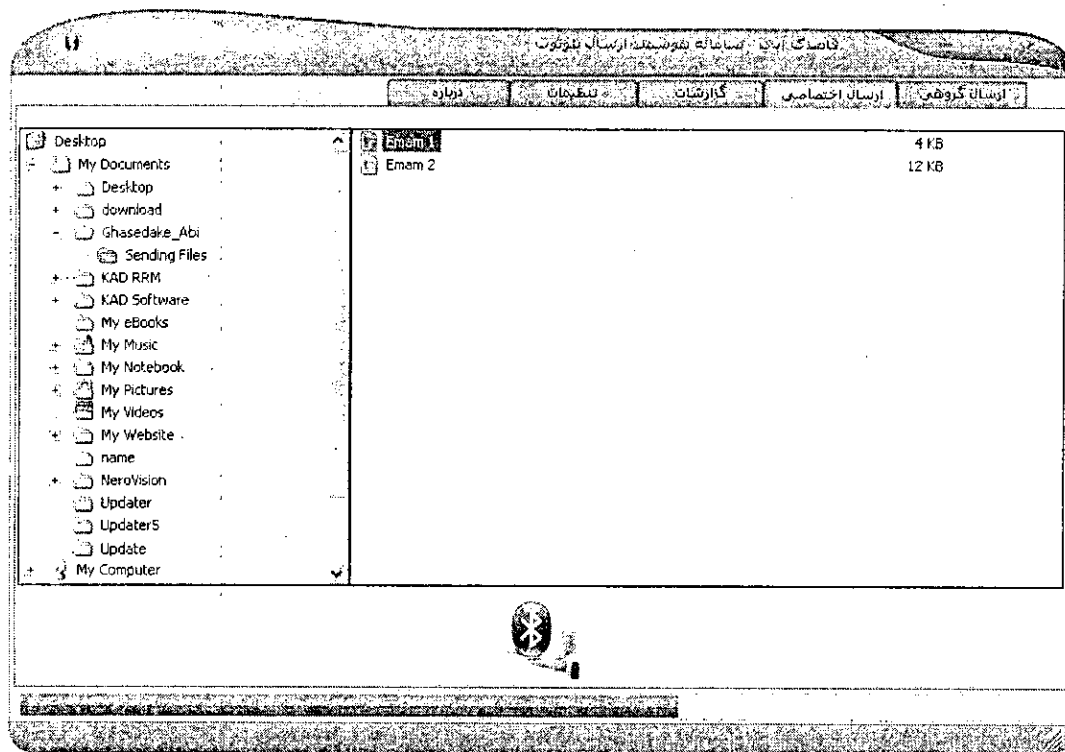 قاصدک آبی - سامانه هوشمند ارسال بلوتوث
ارسال گروهی ارسال اختصاصی گزارشات تنظیمات درباره
Desktop
My Documents
Desktop
download
Ghasedake_Abi
Sending Files
KAD RRM
KAD Software
My eBooks
My Music
My Notebook
My Pictures
My Videos
My Website
name
NeroVision
Updater
Updater5
Update
My Computer
Emam 1 4 KB
Emam 2 12 KB